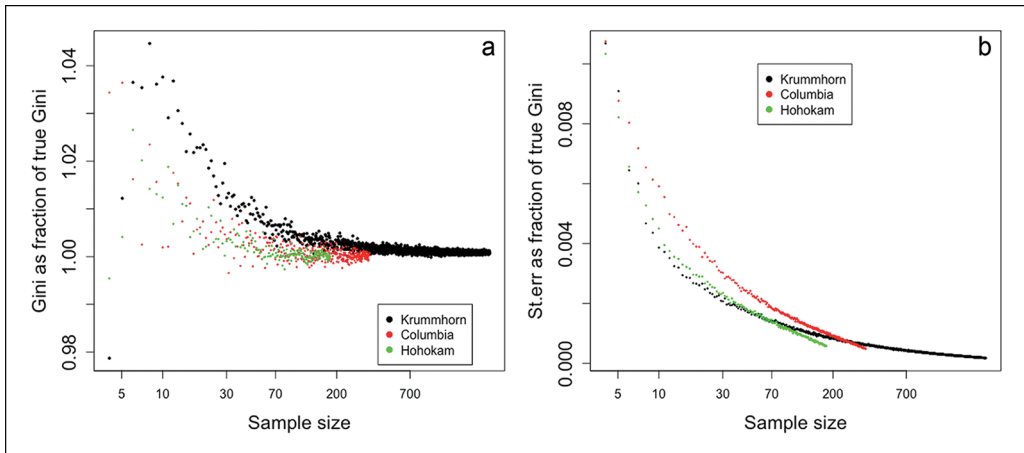 a
Gini as fraction of true Gini
1.04
1.02
1.00
0.98
Krummhorn
Columbia
Hohokam
5 10 30 70 200 700
Sample size
b
St.err as fraction of true Gini
0.008
0.004
0.000
Krummhorn
Columbia
Hohokam
5 10 30 70 200 700
Sample size